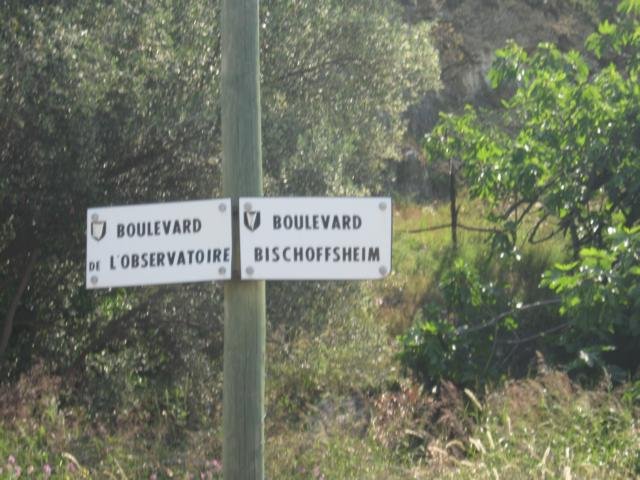 BOULEVARD
DE L'OBSERVATOIRE
BOULEVARD
BISCHOFFSHEIM